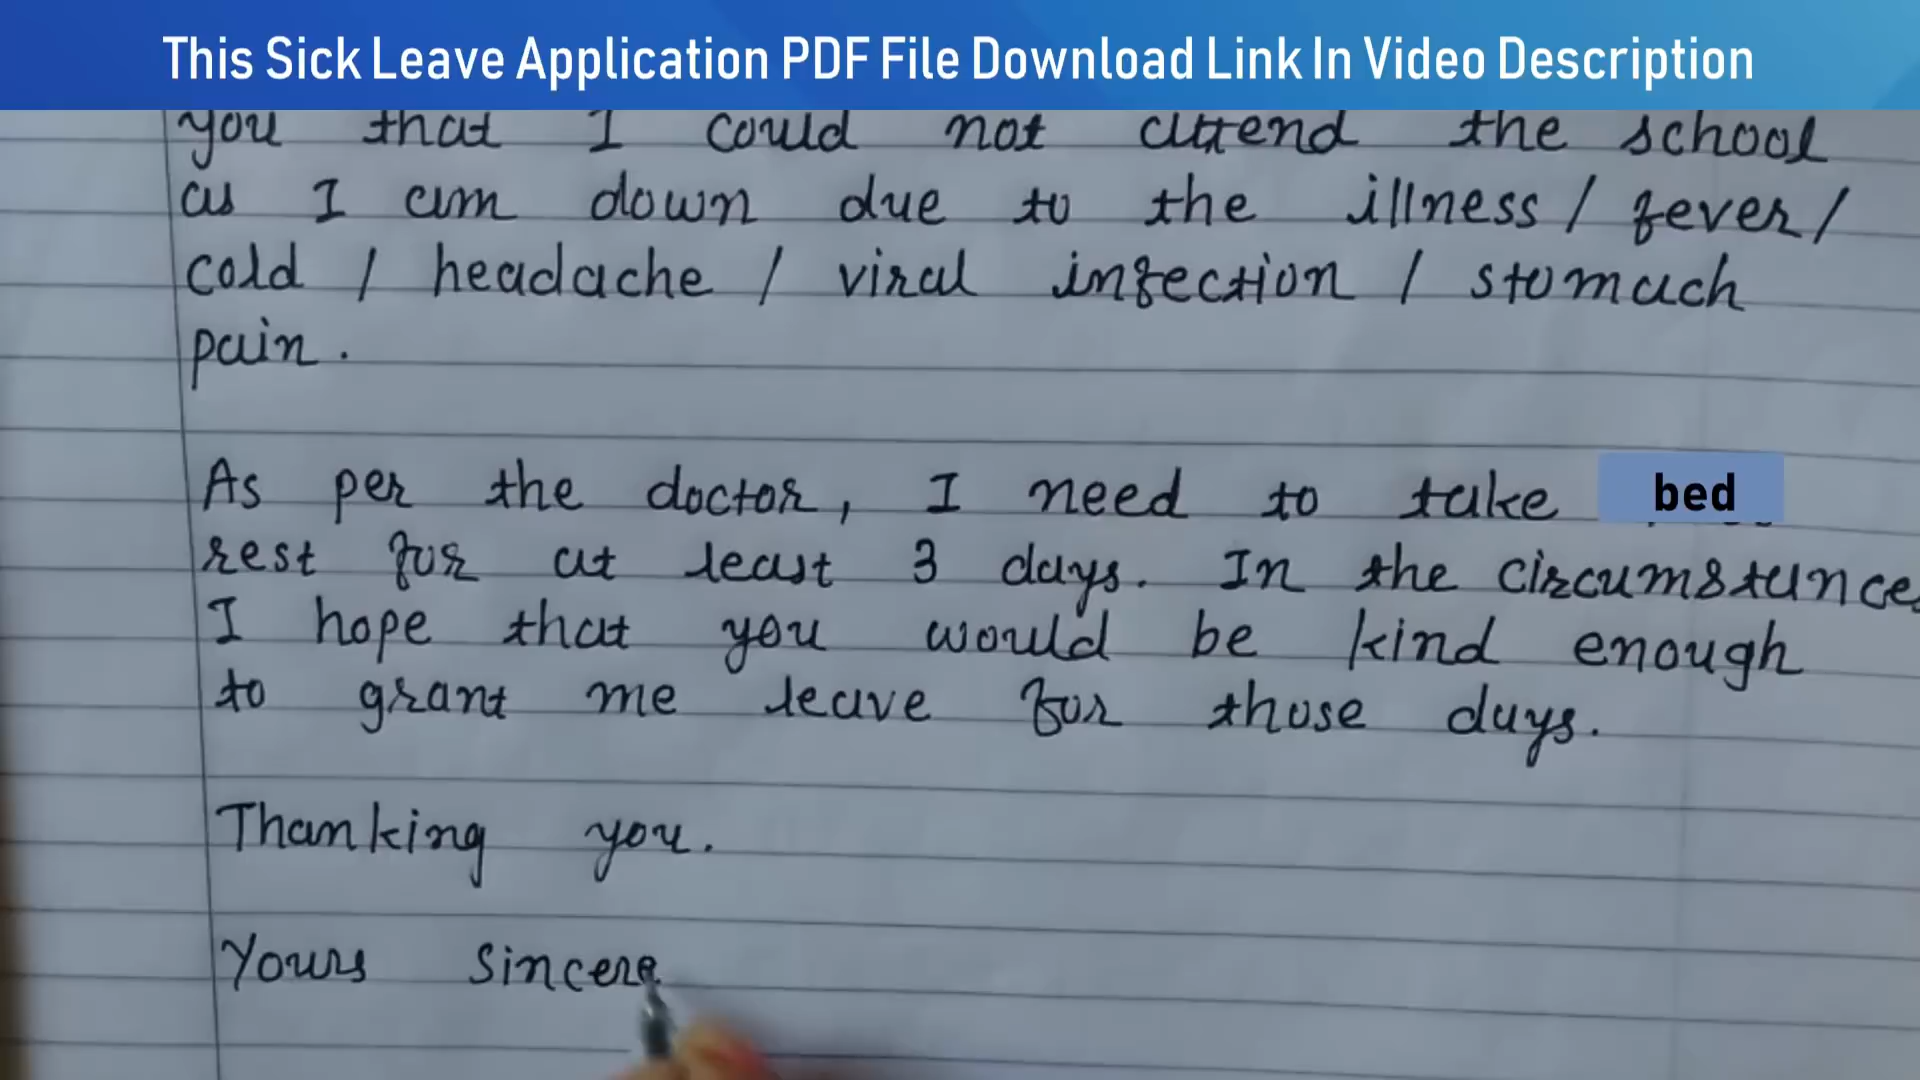 This Sick Leave Application PDF File Download Link In Video Description
you that I could not attend the school
as I am down due to the illness / fever /
cold / headache / viral infection / stomach
pain.
As per the doctor, I need to take bed
rest for at least 3 days. In the circumstances
I hope that you would be kind enough
to grant me leave for those days.
Thanking you.
Yours Sincere